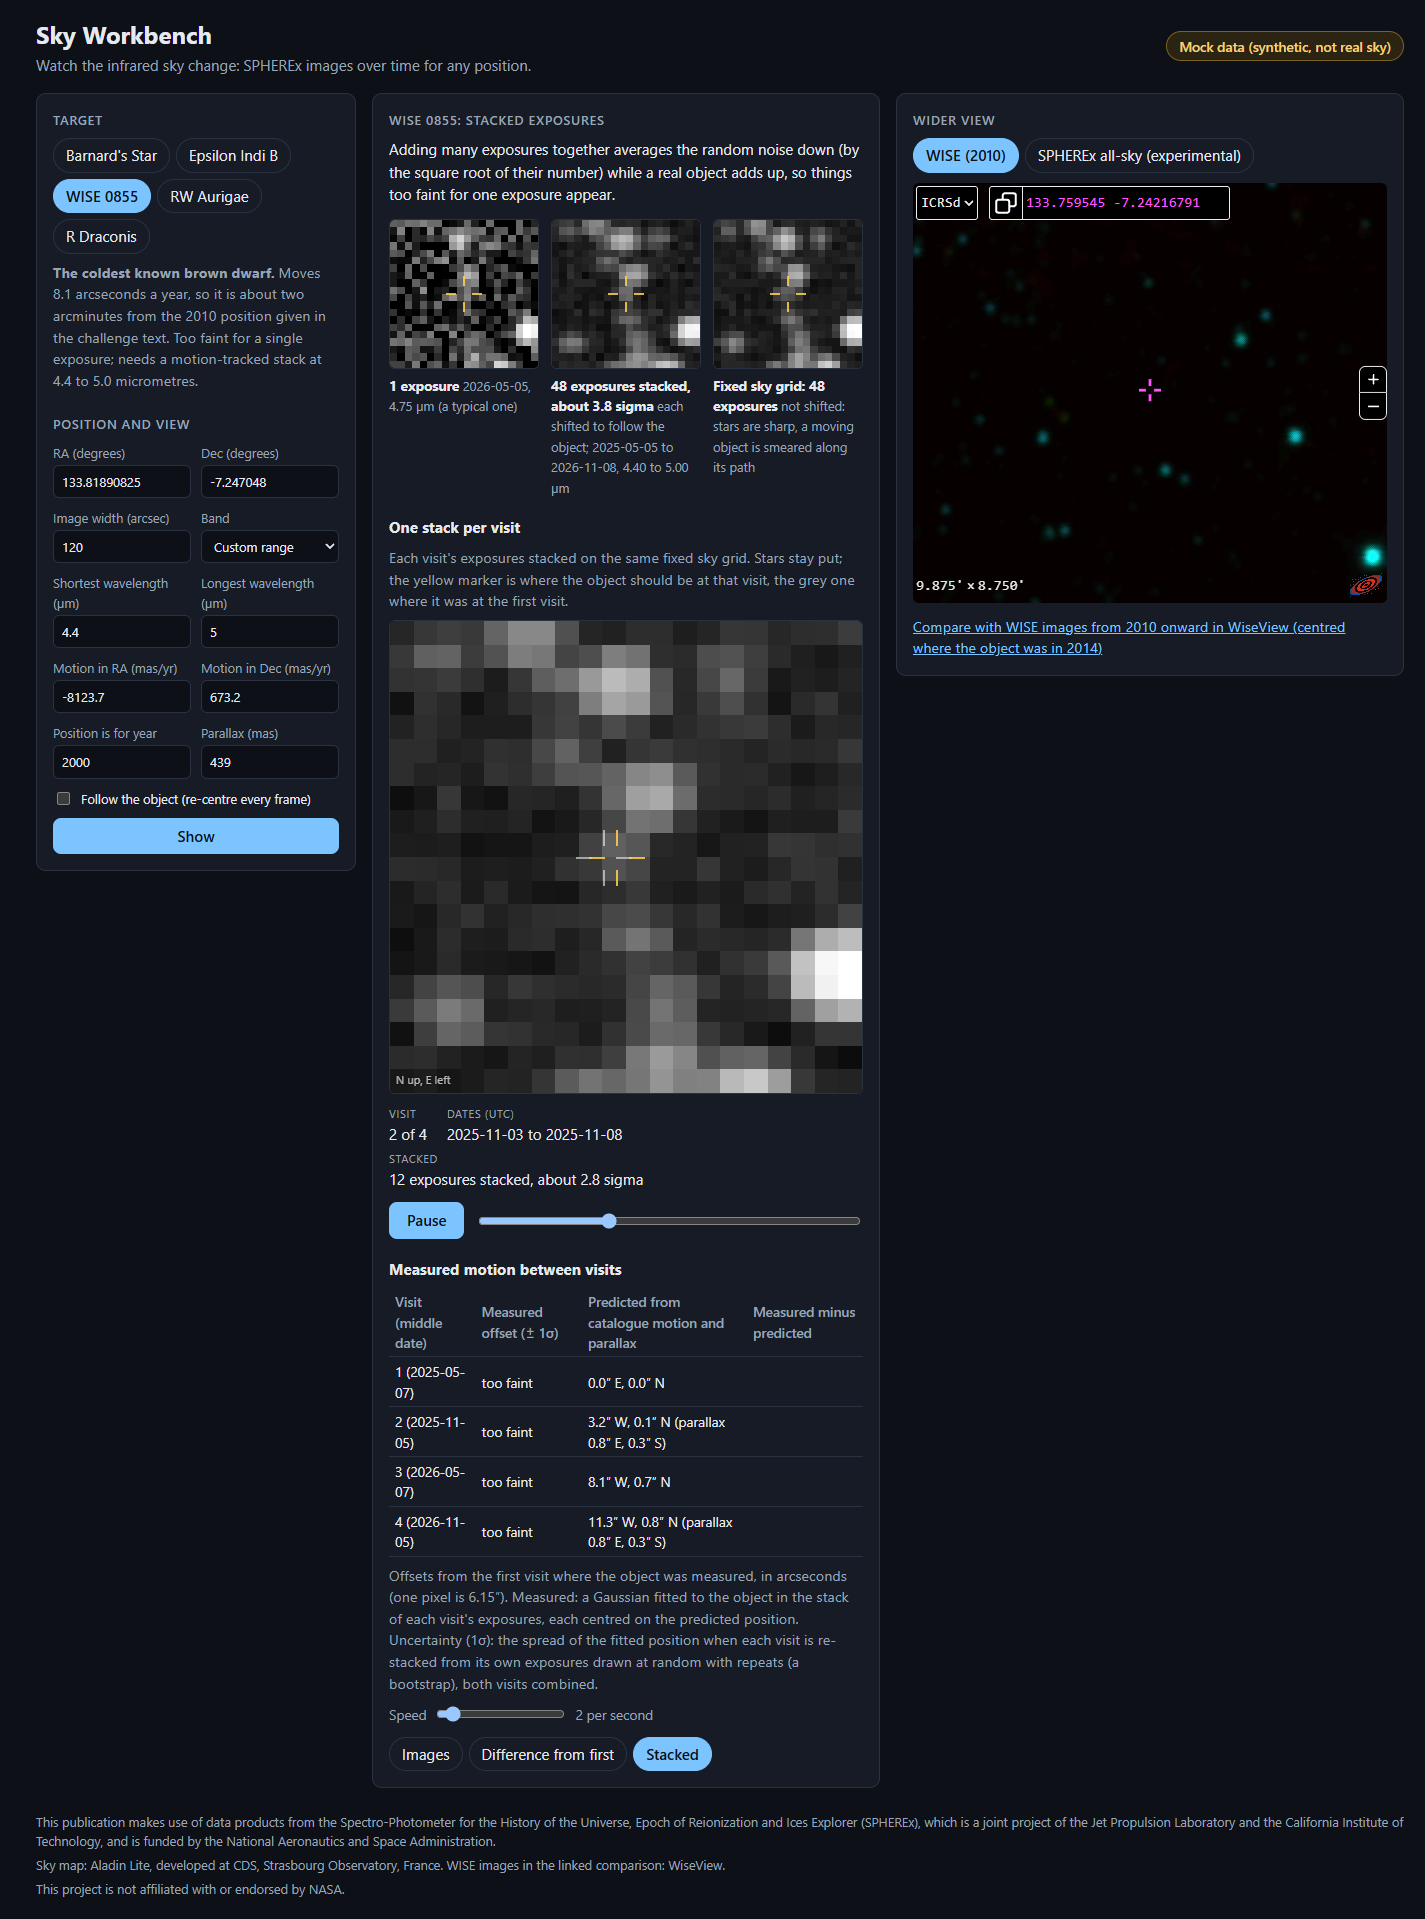 Sky Workbench
Watch the infrared sky change: SPHEREx images over time for any position.
Mock data (synthetic, not real sky)
TARGET
Barnard's Star
Epsilon Indi B
WISE 0855
RW Aurigae
R Draconis
The coldest known brown dwarf. Moves
8.1 arcseconds a year, so it is about two
arcminutes from the 2010 position given in
the challenge text. Too faint for a single
exposure; needs a motion-tracked stack at
4.4 to 5.0 micrometres.
POSITION AND VIEW
RA (degrees)
Dec (degrees)
133.81890825
-7.247048
Image width (arcsec)
Band
120
Custom range
Shortest wavelength
(µm)
Longest wavelength
(µm)
4.4
5
Motion in RA (mas/yr)
Motion in Dec (mas/yr)
-8123.7
673.2
Position is for year
Parallax (mas)
2000
439
Follow the object (re-centre every frame)
Show
WISE 0855: STACKED EXPOSURES
Adding many exposures together averages the random noise down (by
the square root of their number) while a real object adds up, so things
too faint for one exposure appear.
1 exposure 2026-05-05,
4.75 µm (a typical one)
48 exposures stacked,
about 3.8 sigma each
shifted to follow the
object; 2025-05-05 to
2026-11-08, 4.40 to 5.00
µm
Fixed sky grid: 48
exposures not shifted:
stars are sharp, a moving
object is smeared along
its path
One stack per visit
Each visit's exposures stacked on the same fixed sky grid. Stars stay put;
the yellow marker is where the object should be at that visit, the grey one
where it was at the first visit.
N up, E left
VISIT
DATES (UTC)
2 of 4
2025-11-03 to 2025-11-08
STACKED
12 exposures stacked, about 2.8 sigma
Pause
Measured motion between visits
Visit
(middle
date)
Measured
offset (± 1σ)
Predicted from
catalogue motion and
parallax
Measured minus
predicted
1 (2025-05-
07)
too faint
0.0″ E, 0.0″ N
2 (2025-11-
05)
too faint
3.2″ W, 0.1″ N (parallax
0.8″ E, 0.3″ S)
3 (2026-05-
07)
too faint
8.1″ W, 0.7″ N
4 (2026-11-
05)
too faint
11.3″ W, 0.8″ N (parallax
0.8″ E, 0.3″ S)
Offsets from the first visit where the object was measured, in arcseconds
(one pixel is 6.15″). Measured: a Gaussian fitted to the object in the stack
of each visit's exposures, each centred on the predicted position.
Uncertainty (1σ): the spread of the fitted position when each visit is re-
stacked from its own exposures drawn at random with repeats (a
bootstrap), both visits combined.
Speed
2 per second
Images
Difference from first
Stacked
WIDER VIEW
WISE (2010)
SPHEREx all-sky (experimental)
ICRSd
133.759545 -7.24216791
+
−
9.875' × 8.750'
Compare with WISE images from 2010 onward in WiseView (centred
where the object was in 2014)
This publication makes use of data products from the Spectro-Photometer for the History of the Universe, Epoch of Reionization and Ices Explorer (SPHEREx), which is a joint project of the Jet Propulsion Laboratory and the California Institute of
Technology, and is funded by the National Aeronautics and Space Administration.
Sky map: Aladin Lite, developed at CDS, Strasbourg Observatory, France. WISE images in the linked comparison: WiseView.
This project is not affiliated with or endorsed by NASA.